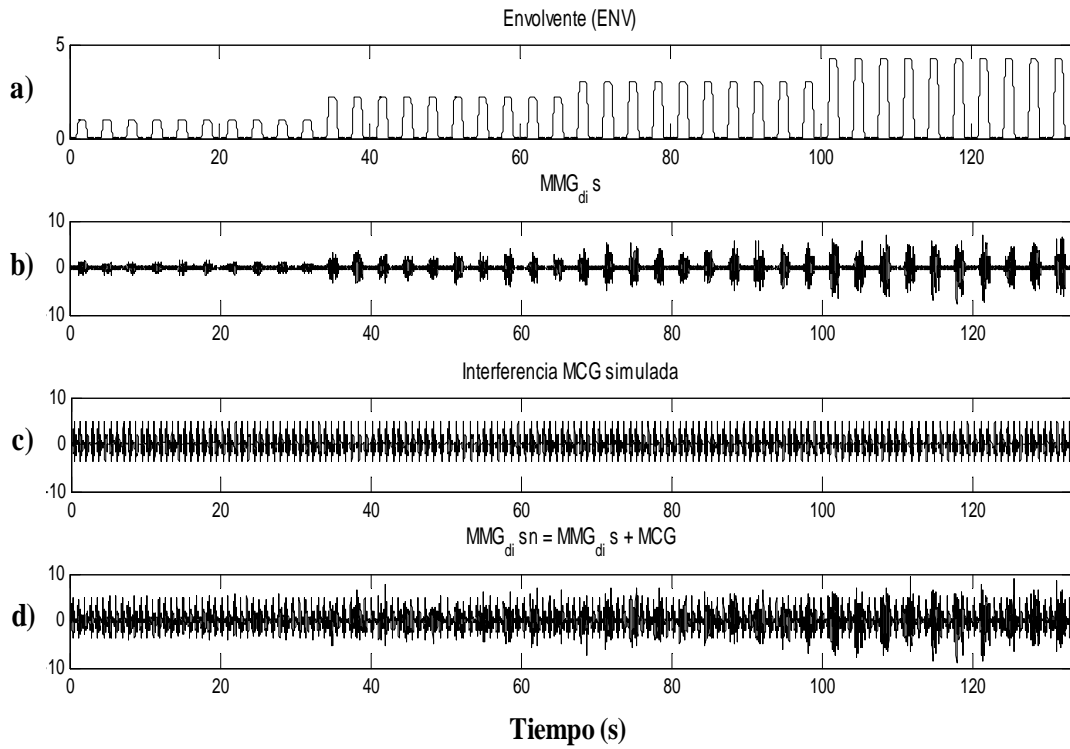 Envolvente (ENV)
a)
5
0
0 20 40 60 80 100 120
MMGdi s
b)
10
0
-10
0 20 40 60 80 100 120
Interferencia MCG simulada
c)
10
0
-10
0 20 40 60 80 100 120
MMGdi sn = MMGdi s + MCG
d)
10
0
-10
0 20 40 60 80 100 120
Tiempo (s)